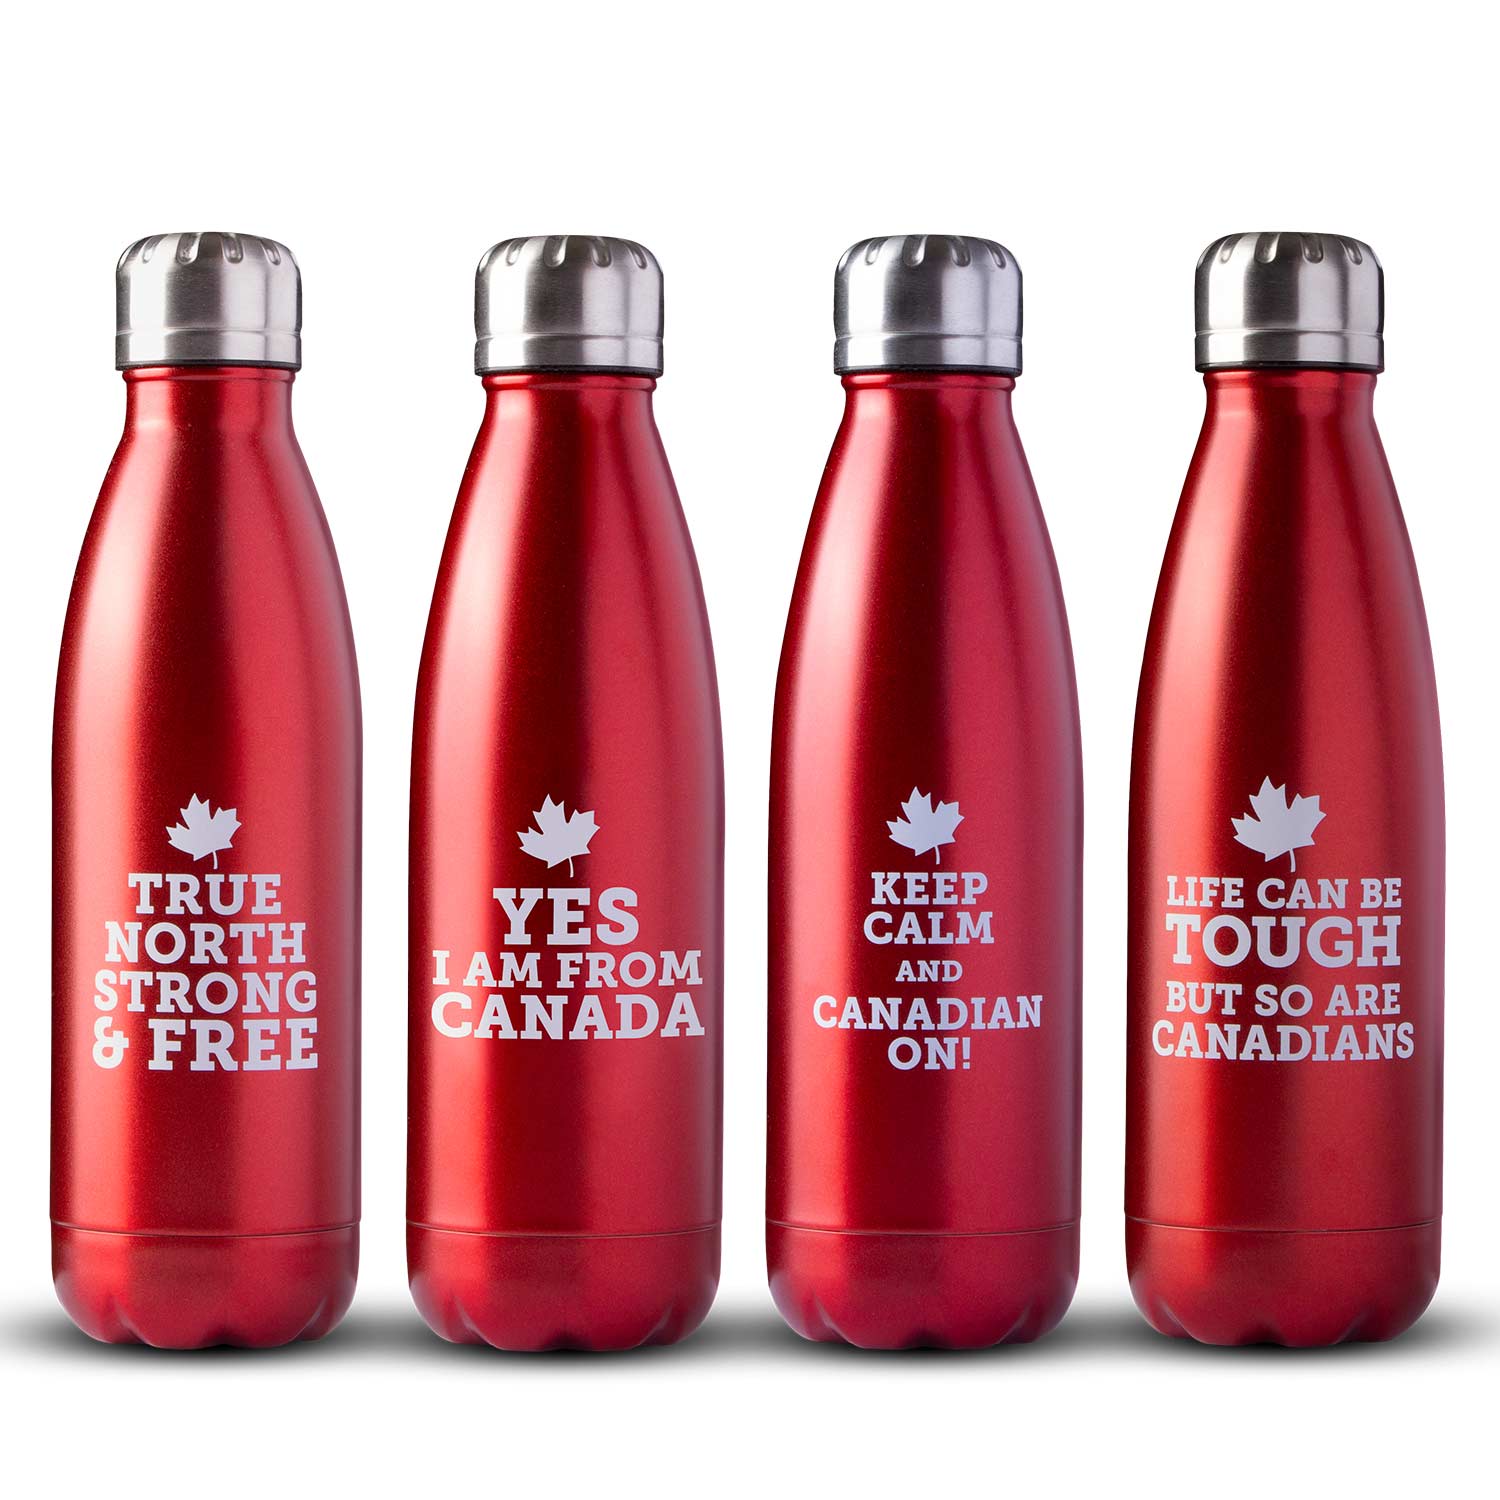 TRUE
NORTH
STRONG
& FREE
YES
I AM FROM
CANADA
KEEP
CALM
AND
CANADIAN
ON!
LIFE CAN BE
TOUGH
BUT SO ARE
CANADIANS